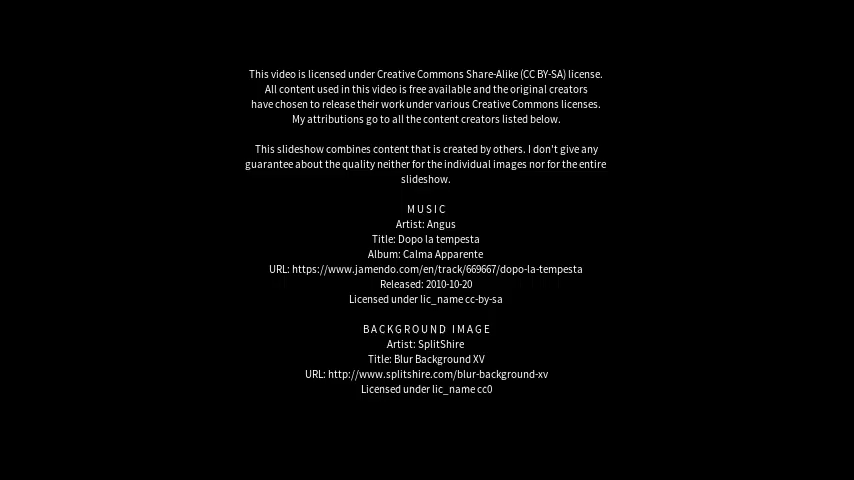 This video is licensed under Creative Commons Share-Alike (CC BY-SA) license.
All content used in this video is free available and the original creators
have chosen to release their work under various Creative Commons licenses.
My attributions go to all the content creators listed below.
This slideshow combines content that is created by others. I don't give any
guarantee about the quality neither for the individual images nor for the entire
slideshow.
MUSIC
Artist: Angus
Title: Dopo la tempesta
Album: Calma Apparente
URL: https://www.jamendo.com/en/track/669667/dopo-la-tempesta
Released: 2010-10-20
Licensed under lic_name cc-by-sa
BACKGROUND IMAGE
Artist: SplitShire
Title: Blur Background XV
URL: http://www.splitshire.com/blur-background-xv
Licensed under lic_name cc0